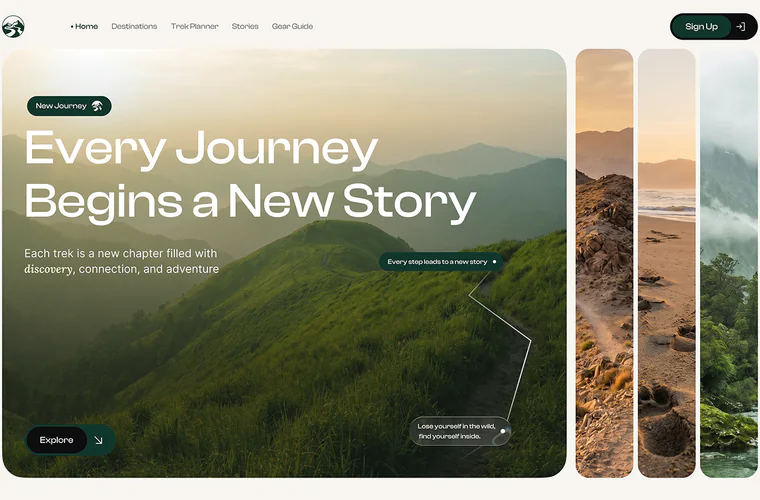 Home
Destinations
Trek Planner
Stories
Gear Guide
Sign Up
New Journey
Every Journey
Begins a New Story
Each trek is a new chapter filled with
discovery, connection, and adventure
Every step leads to a new story
Lose yourself in the wild,
find yourself inside.
Explore